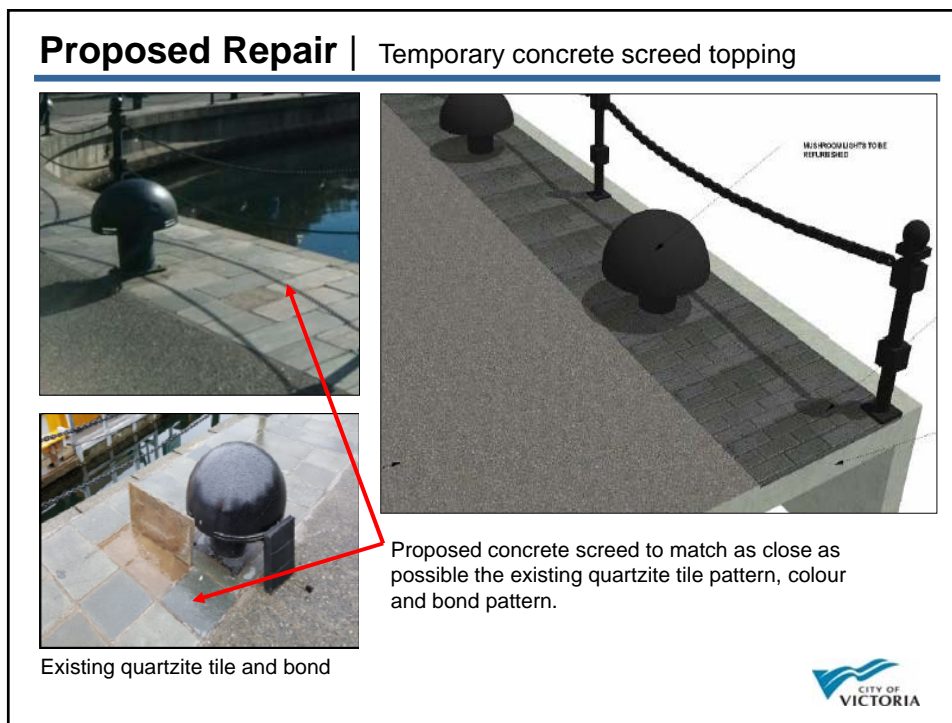 Proposed Repair | Temporary concrete screed topping
MUSHROOM LIGHTS TO BE
REFURBISHED
Proposed concrete screed to match as close as
possible the existing quartzite tile pattern, colour
and bond pattern.
Existing quartzite tile and bond
CITY OF
VICTORIA